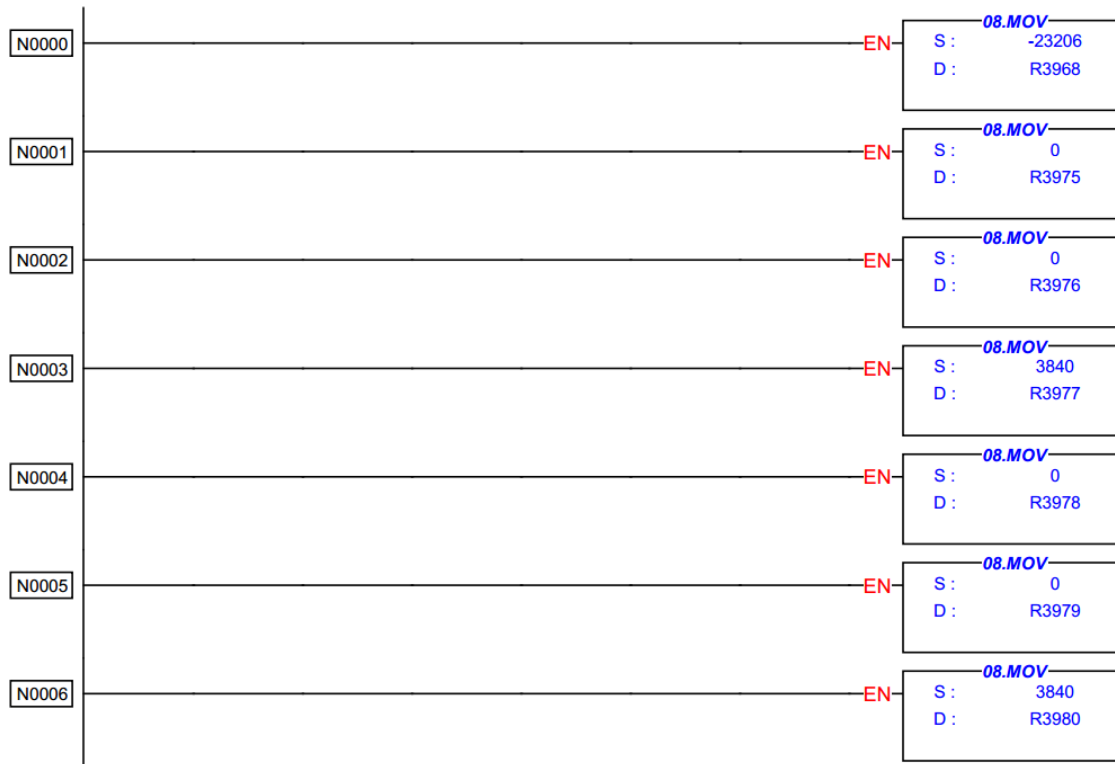 08.MOV
N0000 EN S : -23206
D : R3968
08.MOV
N0001 EN S : 0
D : R3975
08.MOV
N0002 EN S : 0
D : R3976
08.MOV
N0003 EN S : 3840
D : R3977
08.MOV
N0004 EN S : 0
D : R3978
08.MOV
N0005 EN S : 0
D : R3979
08.MOV
N0006 EN S : 3840
D : R3980